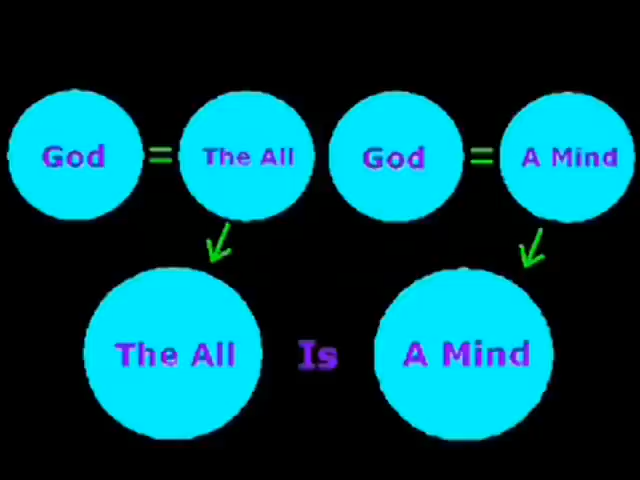 God = The All God = A Mind
The All Is A Mind